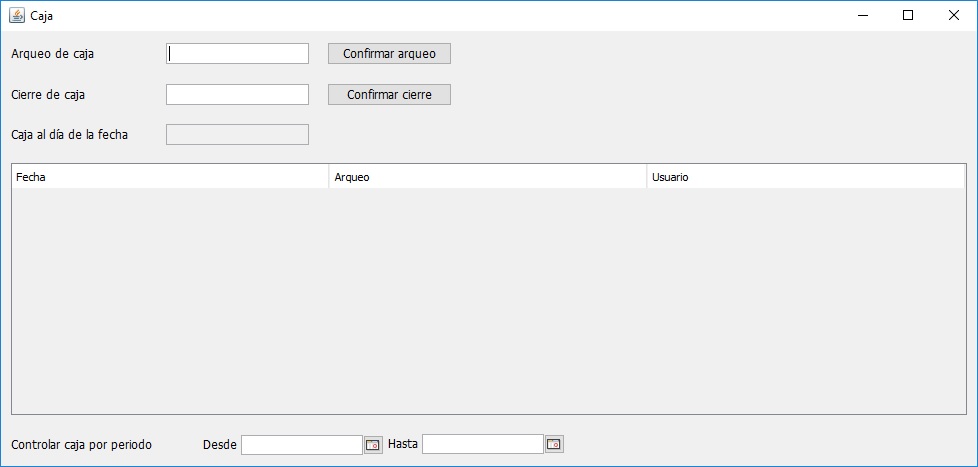 Caja
Arqueo de caja Confirmar arqueo
Cierre de caja Confirmar cierre
Caja al día de la fecha
Fecha Arqueo Usuario
Controlar caja por periodo Desde Hasta